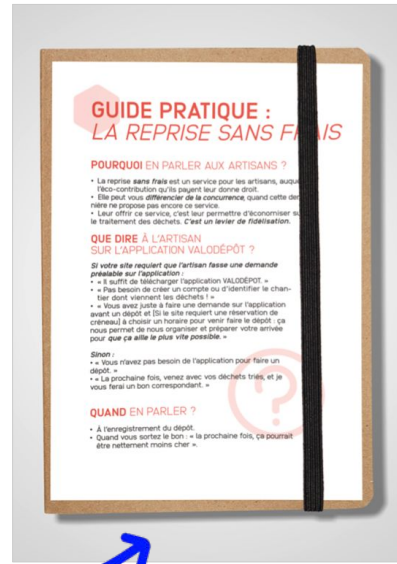 GUIDE PRATIQUE :
LA REPRISE SANS FRAIS
POURQUOI EN PARLER AUX ARTISANS ?
• La reprise sans frais est un service pour les artisans, auquel
l'éco-contribution qu'ils payent leur donne droit.
• Elle peut vous différencier de la concurrence, quand cette der
nière ne propose pas encore ce service.
• Leur offrir ce service, c'est leur permettre d'économiser su
le traitement des déchets. C'est un levier de fidélisation.
QUE DIRE À L'ARTISAN
SUR L'APPLICATION VALODÉPÔT ?
Si votre site requiert que l'artisan fasse une demande
préalable sur l'application :
• « Il suffit de télécharger l'application VALODÉPÔT. »
• « Pas besoin de créer un compte ou d'identifier le chan-
tier dont viennent les déchets ! »
• « Vous avez juste à faire une demande sur l'application
avant un dépôt et [Si le site requiert une réservation de
créneau] à choisir un horaire pour venir faire le dépôt : ça
nous permet de nous organiser et préparer votre arrivée
pour que ça aille le plus vite possible. »
Sinon :
• « Vous n'avez pas besoin de l'application pour faire un
dépôt. »
• « La prochaine fois, venez avec vos déchets triés, et je
vous ferai un bon correspondant. »
QUAND EN PARLER ?
• À l'enregistrement du dépôt.
• Quand vous sortez le bon : « la prochaine fois, ça pourrait
être nettement moins cher ».